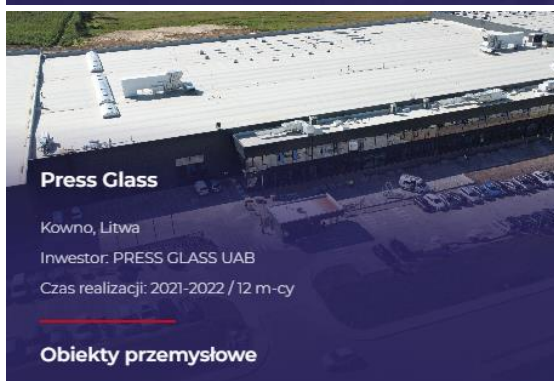 Press Glass
Kowno, Litwa
Inwestor: PRESS GLASS UAB
Czas realizacji: 2021-2022 / 12 m-cy
Obiekty przemysłowe